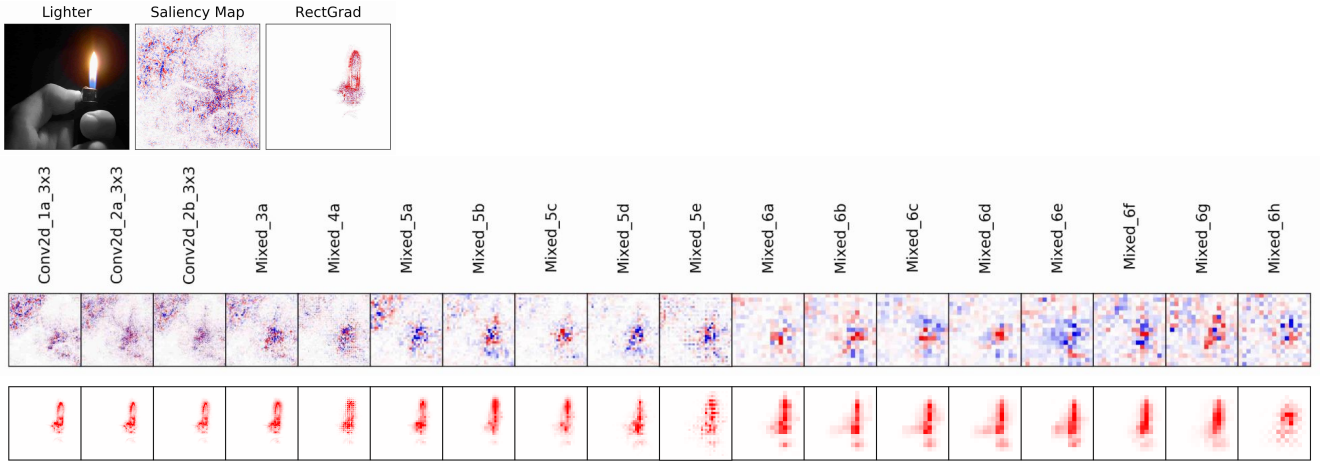 Lighter
Saliency Map
RectGrad
Conv2d_1a_3x3
Conv2d_2a_3x3
Conv2d_2b_3x3
Mixed_3a
Mixed_4a
Mixed_5a
Mixed_5b
Mixed_5c
Mixed_5d
Mixed_5e
Mixed_6a
Mixed_6b
Mixed_6c
Mixed_6d
Mixed_6e
Mixed_6f
Mixed_6g
Mixed_6h